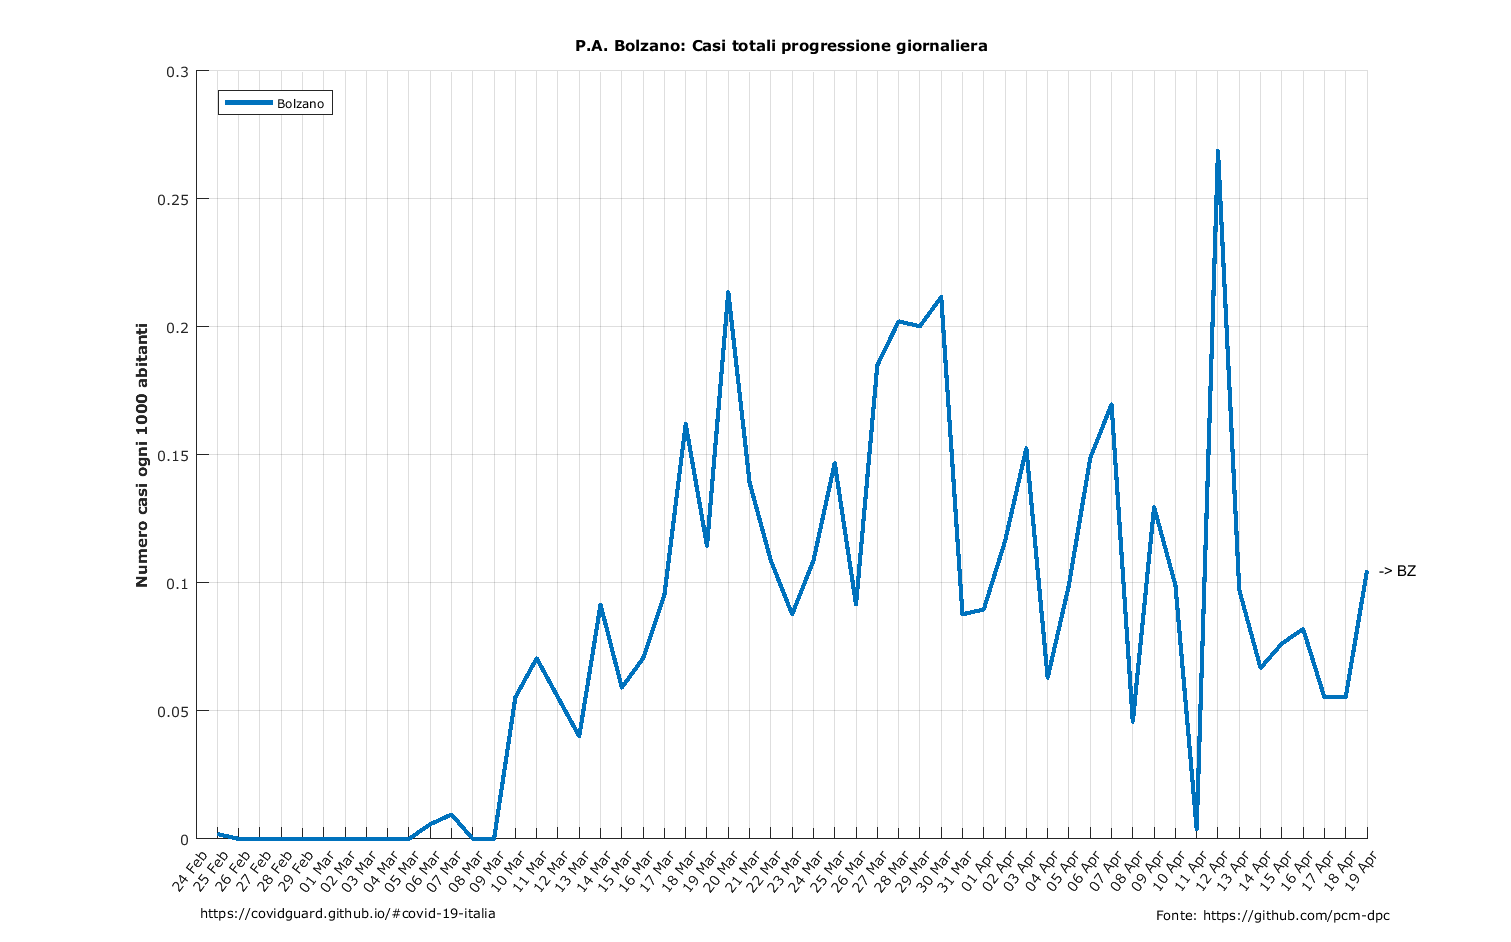 P.A. Bolzano: Casi totali progressione giornaliera
0.3
0.25
0.2
0.15
0.1
0.05
0
Numero casi ogni 1000 abitanti
Bolzano
-> BZ
24 Feb
25 Feb
26 Feb
27 Feb
28 Feb
29 Feb
01 Mar
02 Mar
03 Mar
04 Mar
05 Mar
06 Mar
07 Mar
08 Mar
09 Mar
10 Mar
11 Mar
12 Mar
13 Mar
14 Mar
15 Mar
16 Mar
17 Mar
18 Mar
19 Mar
20 Mar
21 Mar
22 Mar
23 Mar
24 Mar
25 Mar
26 Mar
27 Mar
28 Mar
29 Mar
30 Mar
31 Mar
01 Apr
02 Apr
03 Apr
04 Apr
05 Apr
06 Apr
07 Apr
08 Apr
09 Apr
10 Apr
11 Apr
12 Apr
13 Apr
14 Apr
15 Apr
16 Apr
17 Apr
18 Apr
19 Apr
https://covidguard.github.io/#covid-19-italia
Fonte: https://github.com/pcm-dpc